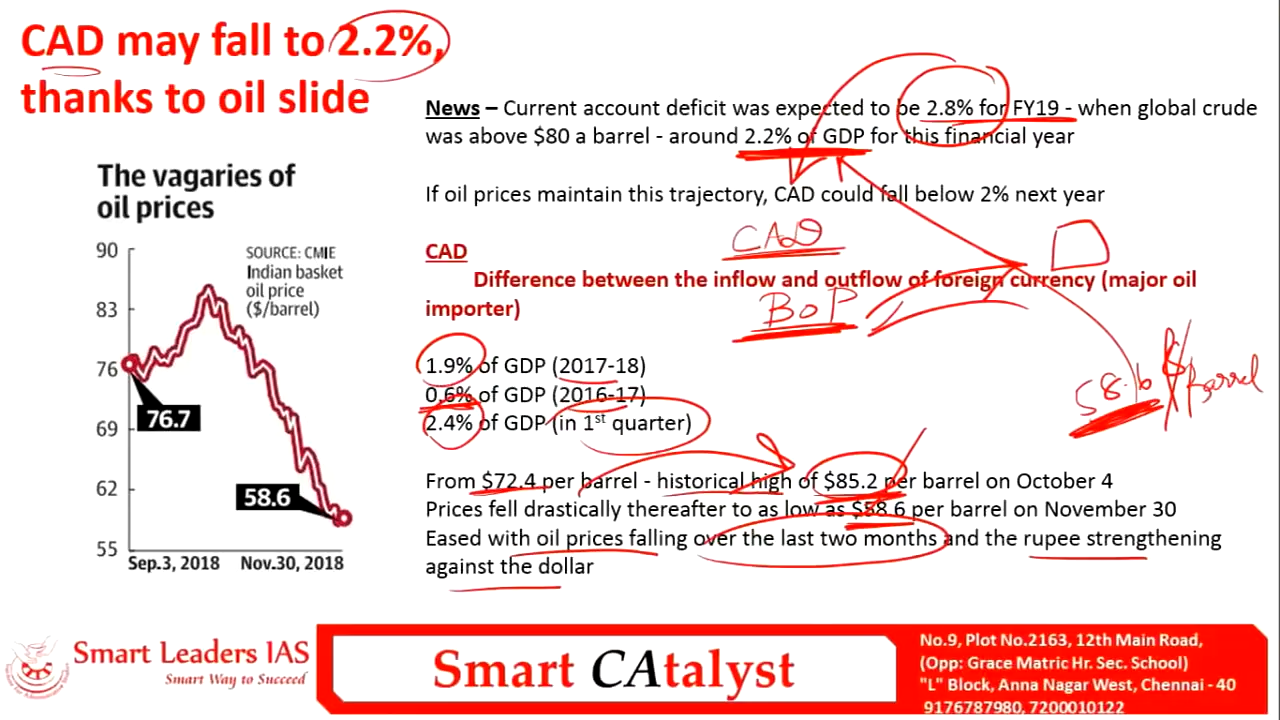 CAD may fall to 2.2%,
thanks to oil slide
News – Current account deficit was expected to be 2.8% for FY19 - when global crude
was above $80 a barrel - around 2.2% of GDP for this financial year
If oil prices maintain this trajectory, CAD could fall below 2% next year
CAD
CAD
Difference between the inflow and outflow of foreign currency (major oil
importer)
BoP
1.9% of GDP (2017-18)
0.6% of GDP (2016-17)
2.4% of GDP (in 1st quarter)
58.6 $/barrel
From $72.4 per barrel - historical high of $85.2 per barrel on October 4
Prices fell drastically thereafter to as low as $58.6 per barrel on November 30
Eased with oil prices falling over the last two months and the rupee strengthening
against the dollar
The vagaries of
oil prices
SOURCE: CMIE
Indian basket
oil price
($/barrel)
90
83
76
69
62
55
76.7
58.6
Sep.3, 2018 Nov.30, 2018
Smart Leaders IAS
Smart Way to Succeed
Smart CAtalyst
No.9, Plot No.2163, 12th Main Road,
(Opp: Grace Matric Hr. Sec. School)
"L" Block, Anna Nagar West, Chennai - 40
9176787980, 7200010122